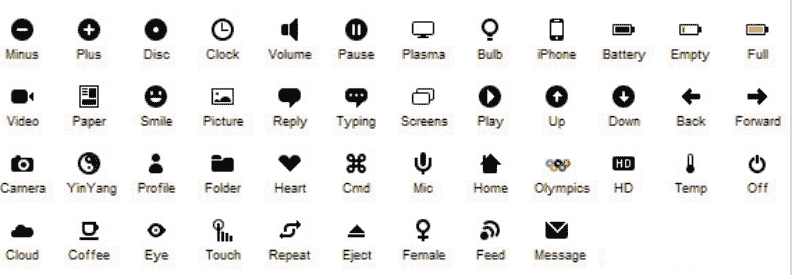 Minus Plus Disc Clock Volume Pause Plasma Bulb iPhone Battery Empty Full
Video Paper Smile Picture Reply Typing Screens Play Up Down Back Forward
HD
Camera YinYang Profile Folder Heart Cmd Mic Home Olympics HD Temp Off
Cloud Coffee Eye Touch Repeat Eject Female Feed Message